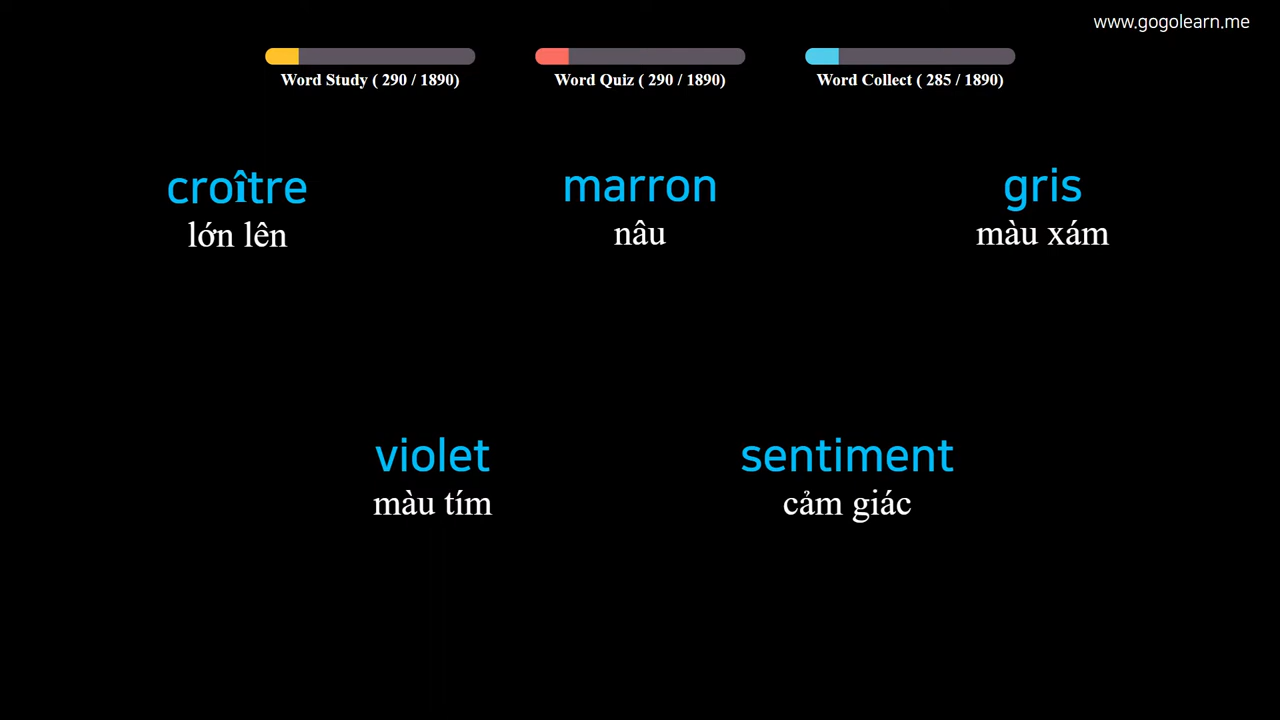 www.gogolearn.me
Word Study ( 290 / 1890)
Word Quiz ( 290 / 1890)
Word Collect ( 285 / 1890)
croître
lớn lên
marron
nâu
gris
màu xám
violet
màu tím
sentiment
cảm giác